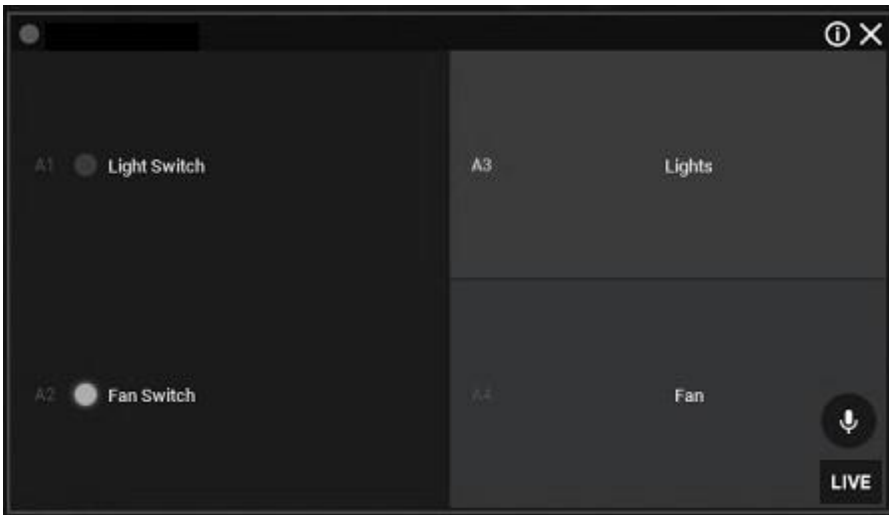 A1 Light Switch
A3 Lights
A2 Fan Switch
A4 Fan
LIVE